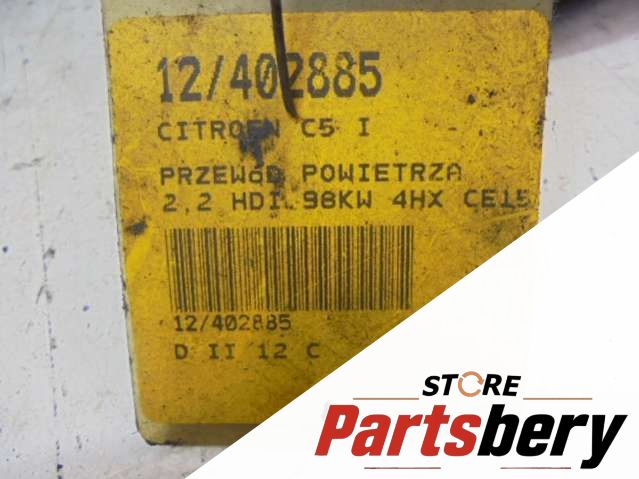 12/402885
CITROEN C5 I
PRZEWÓD POWIETRZA
2,2 HDI 98KW 4HX CE15
12/402885
D II 12 C
STORE
Partsbery